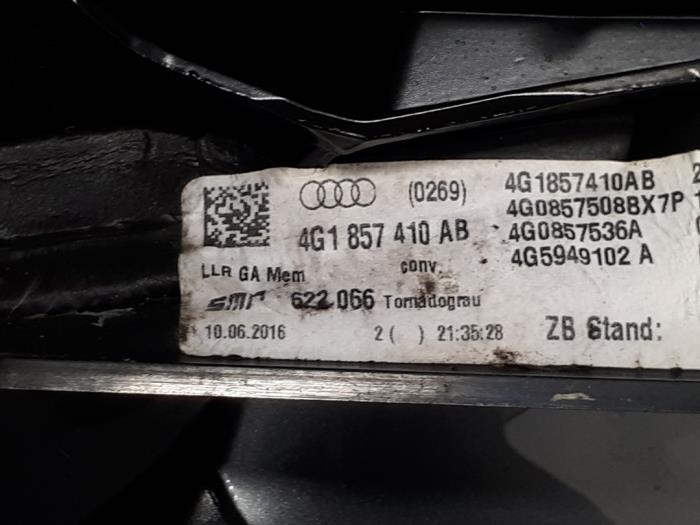 (0269)
4G1 857 410 AB
conv.
LLR GA Mem
smr 622 066 Tornadograu
10.06.2016 2 ( ) 21:35:28
4G1857410AB
4G0857508BX7P
4G0857536A
4G5949102 A
ZB Stand: